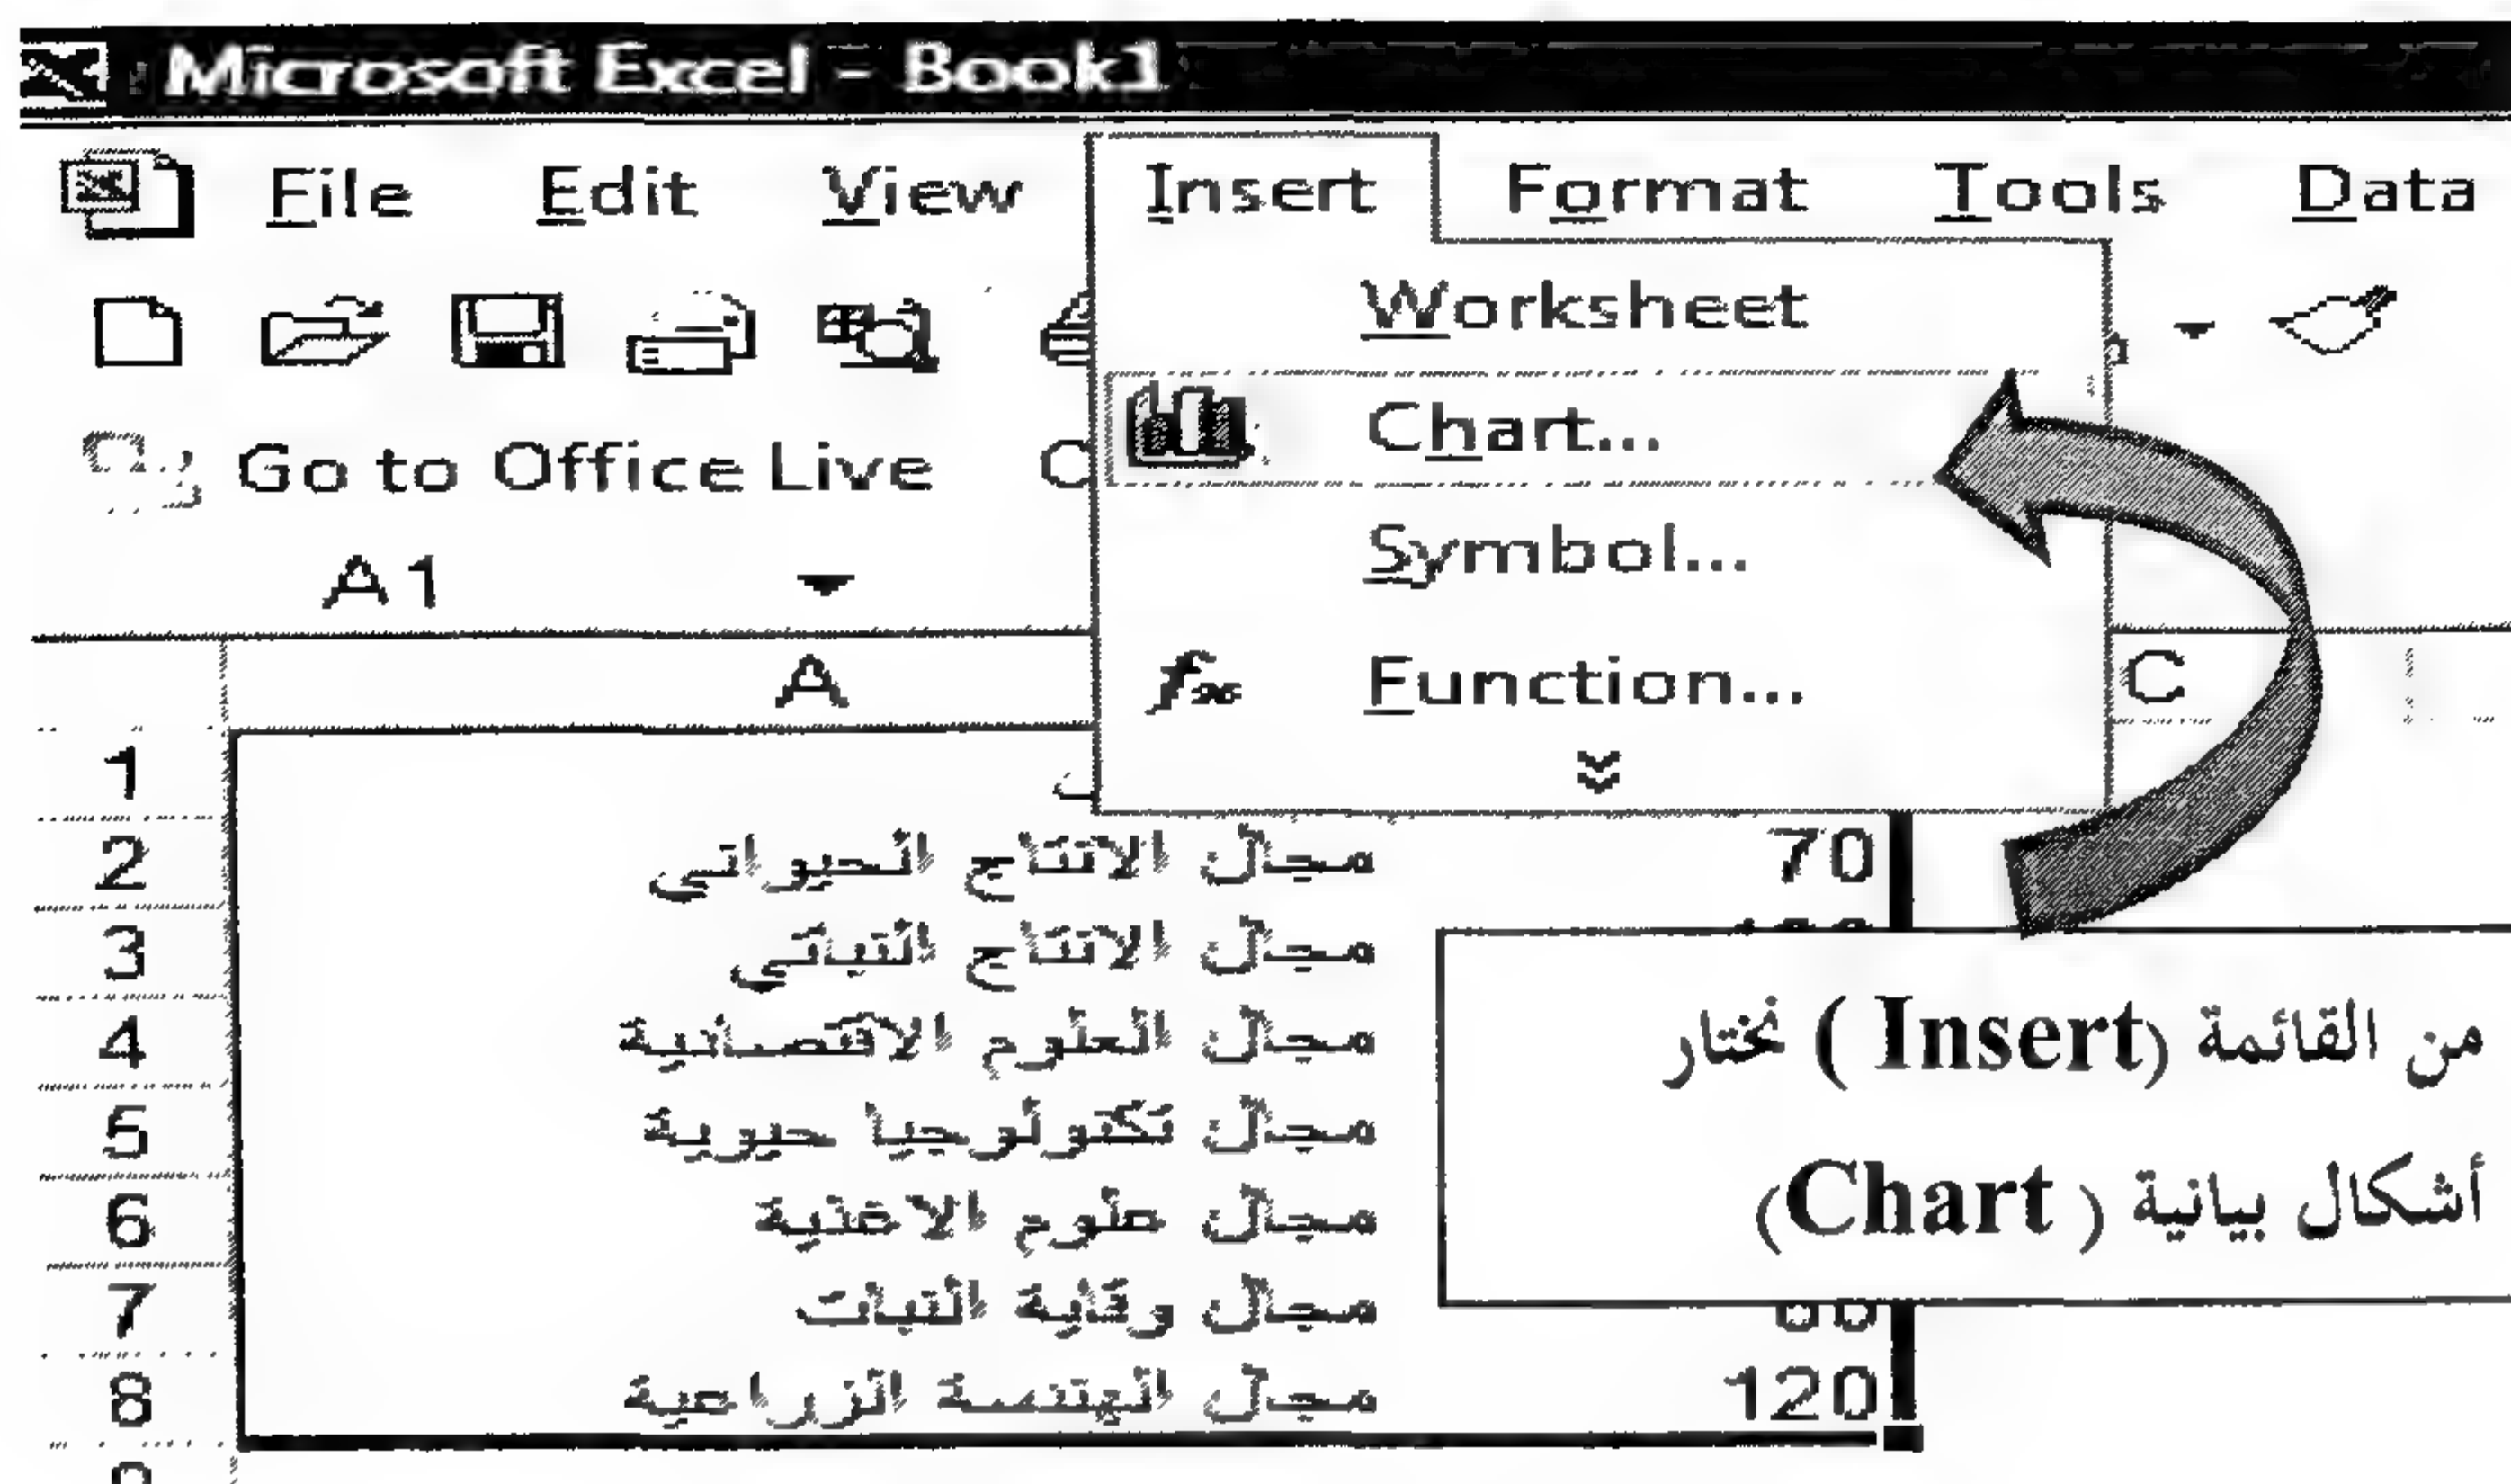 Microsoft Excel - Book1
File Edit View Insert Format Tools Data
Worksheet
Chart...
Symbol...
Function...
Go to Office Live
A1
A C
1
2 مجال الانتاج الحيوانى 70
3 مجال الانتاج النباتى
4 مجال العلوم الاقتصادية
5 مجال تكنولوجيا حيوية
6 مجال علوم الاغذية
7 مجال وقاية النبات
8 مجال الهندسة الزراعية 120
من القائمة (Insert ) نختار
أشكال بيانية ( Chart)